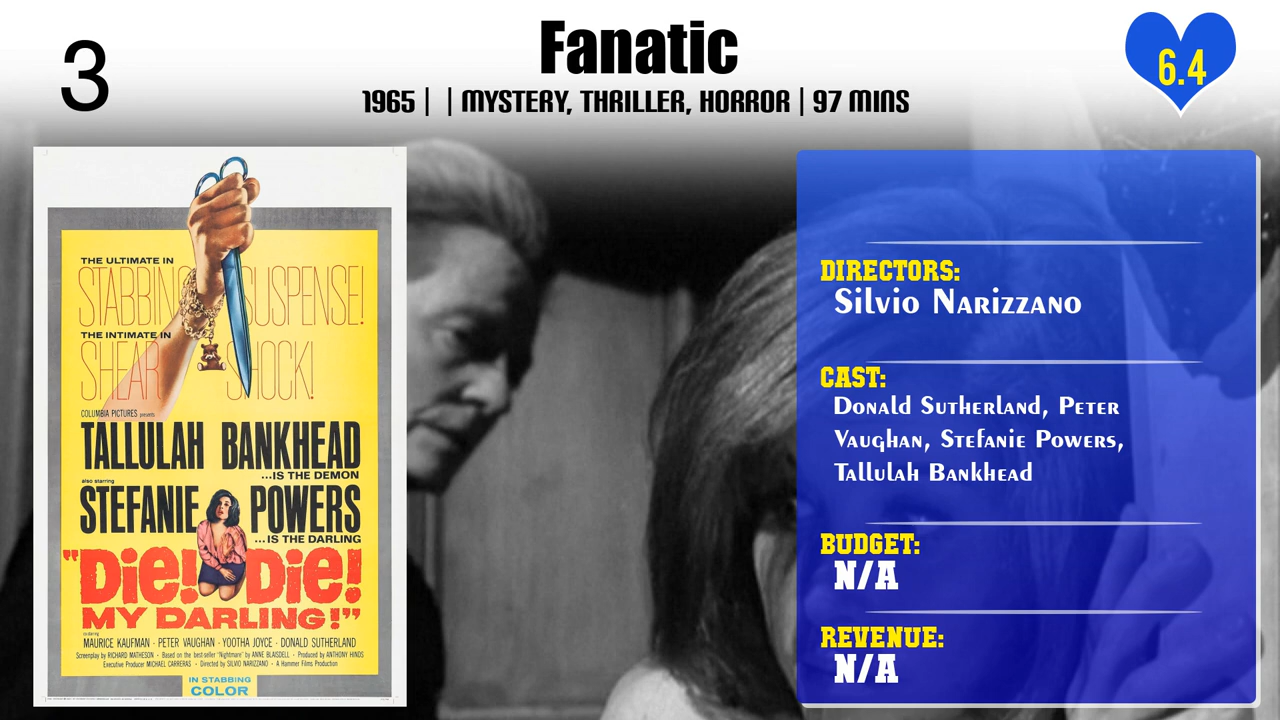 3
Fanatic
6.4
1965 | | MYSTERY, THRILLER, HORROR | 97 MINS
THE ULTIMATE IN
STABBING SUSPENSE!
THE INTIMATE IN
SHEAR SHOCK!
COLUMBIA PICTURES presents
TALLULAH BANKHEAD
...IS THE DEMON
also starring
STEFANIE POWERS
...IS THE DARLING
"Die! Die!
MY DARLING!"
MAURICE KAUFMAN · PETER VAUGHAN · YOOTHA JOYCE · DONALD SUTHERLAND
Screenplay by RICHARD MATHESON · Based on the best-seller "Nightmare" by ANNE BLAISDELL · Produced by ANTHONY HINDS
Executive Producer MICHAEL CARRERAS · Directed by SILVIO NARIZZANO · A Hammer Films Production
IN STABBING
COLOR
DIRECTORS:
Silvio Narizzano
CAST:
Donald Sutherland, Peter
Vaughan, Stefanie Powers,
Tallulah Bankhead
BUDGET:
N/A
REVENUE:
N/A